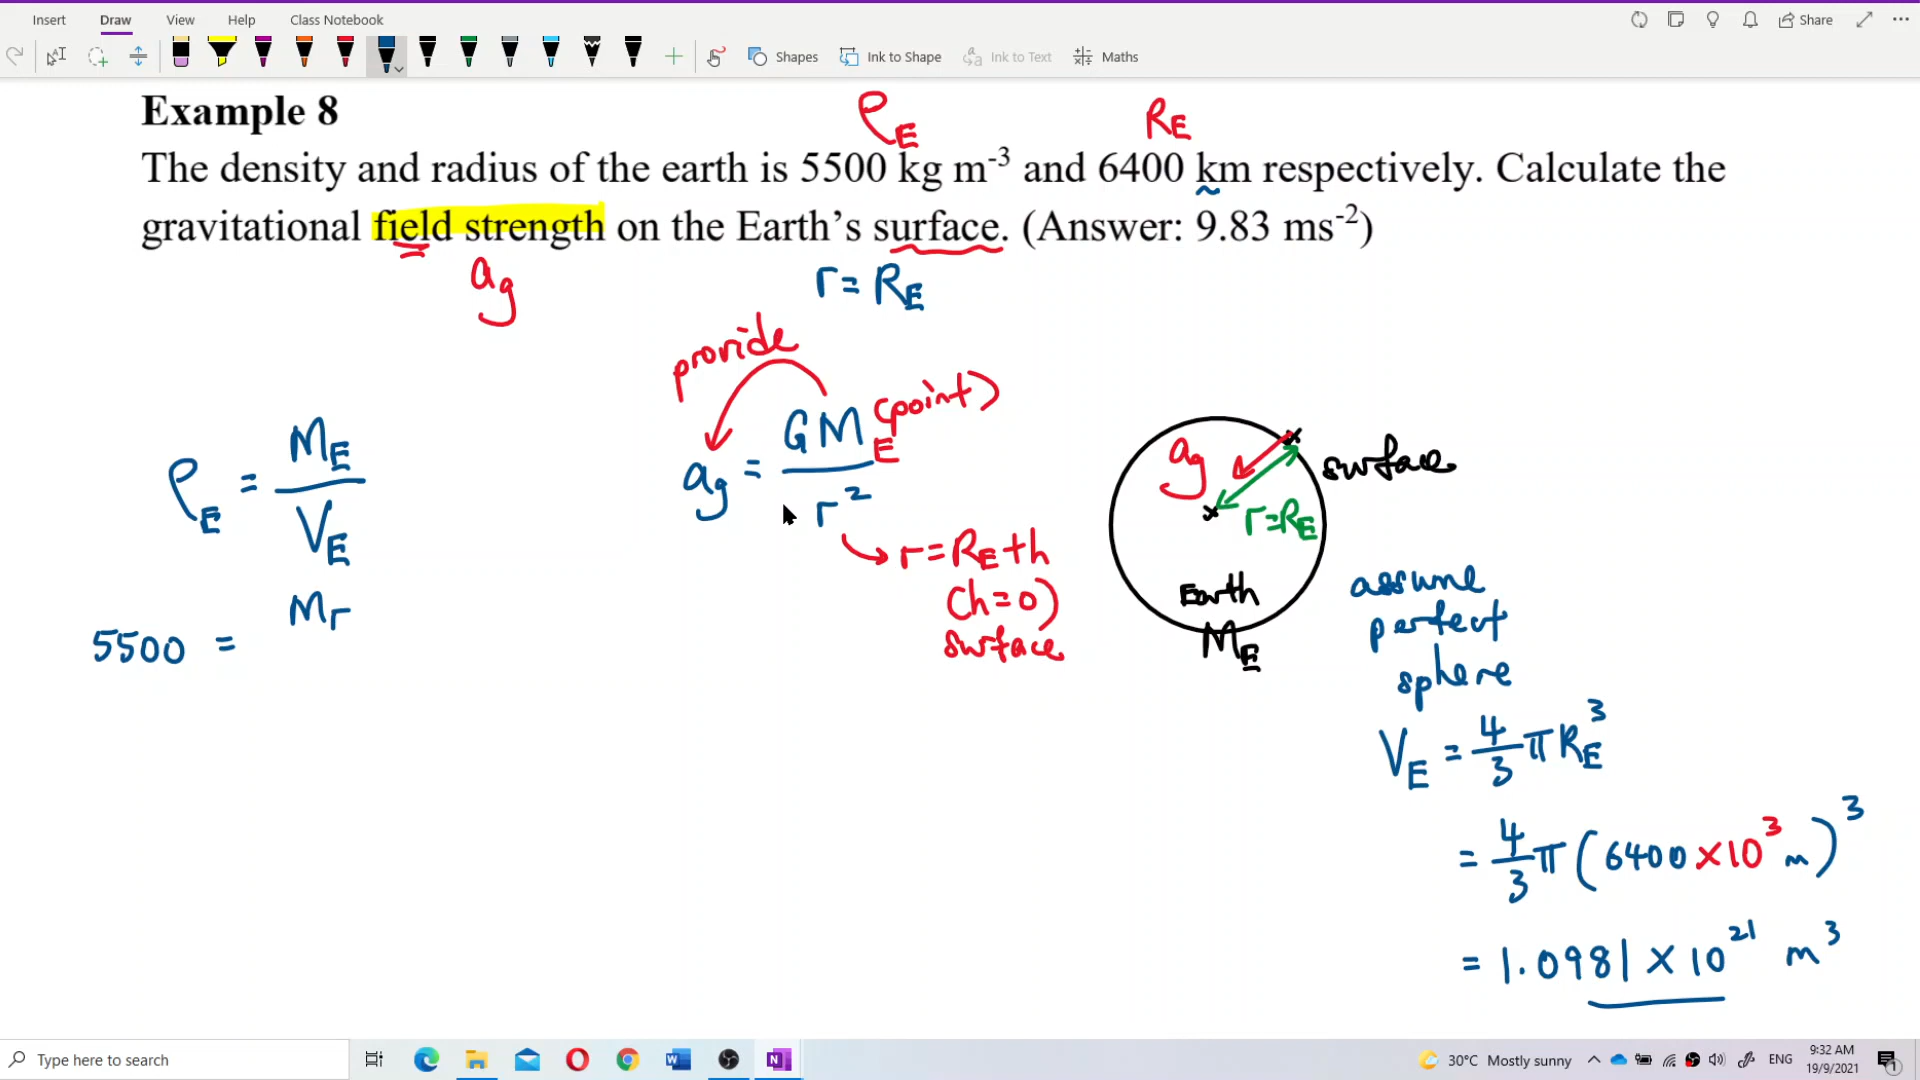 Insert Draw View Help Class Notebook Share
Shapes Ink to Shape Ink to Text Maths
Example 8
ρE RE
The density and radius of the earth is 5500 kg m⁻³ and 6400 km respectively. Calculate the
gravitational field strength on the Earth’s surface. (Answer: 9.83 ms⁻²)
ag
r = RE
provide
(point)
ρE = ME / VE
ag = GME / r²
ag
surface
r=RE
r=RE+h
(h=0)
surface
Earth
ME
5500 = Mr
assume
perfect
sphere
VE = 4/3 π RE³
= 4/3 π (6400 ×10³ m)³
= 1.0981 × 10²¹ m³
Type here to search
30°C Mostly sunny
ENG
9:32 AM
19/9/2021
1